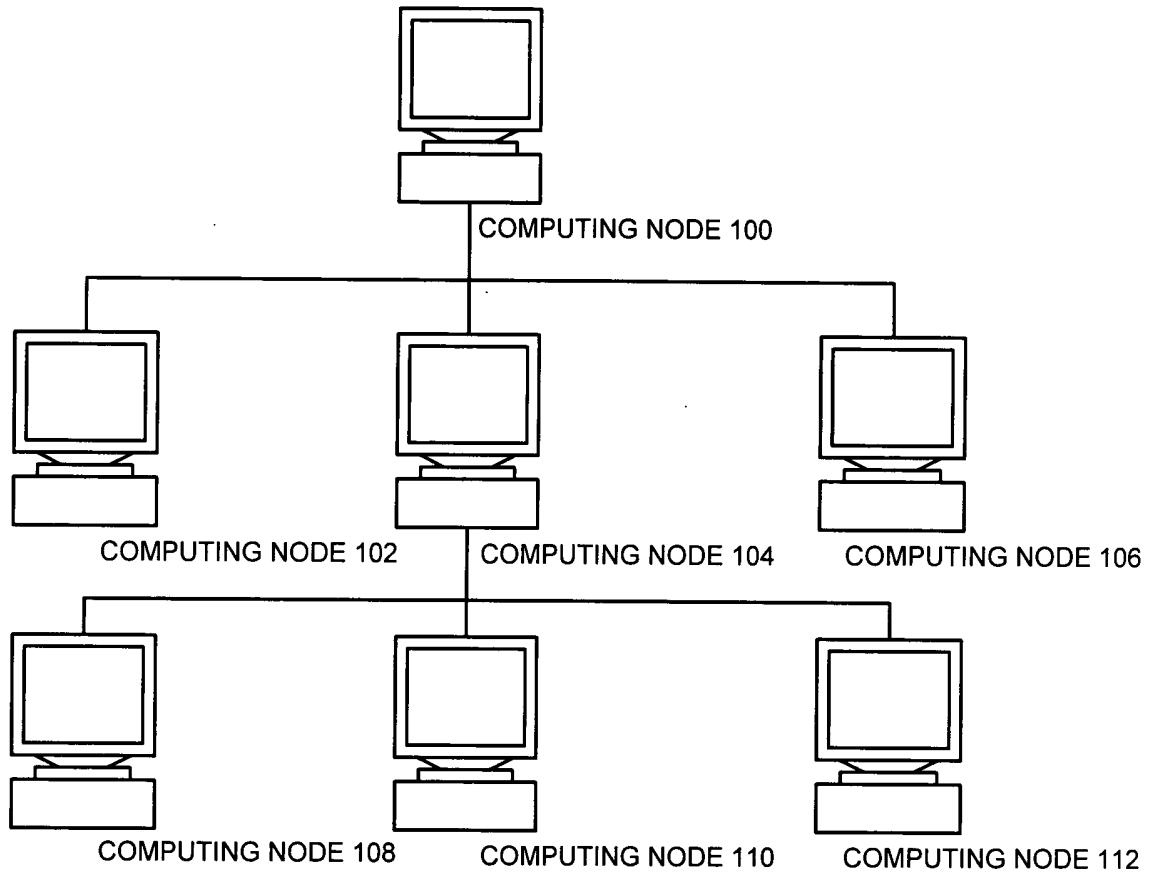 COMPUTING NODE 100
COMPUTING NODE 102
COMPUTING NODE 104
COMPUTING NODE 106
COMPUTING NODE 108
COMPUTING NODE 110
COMPUTING NODE 112